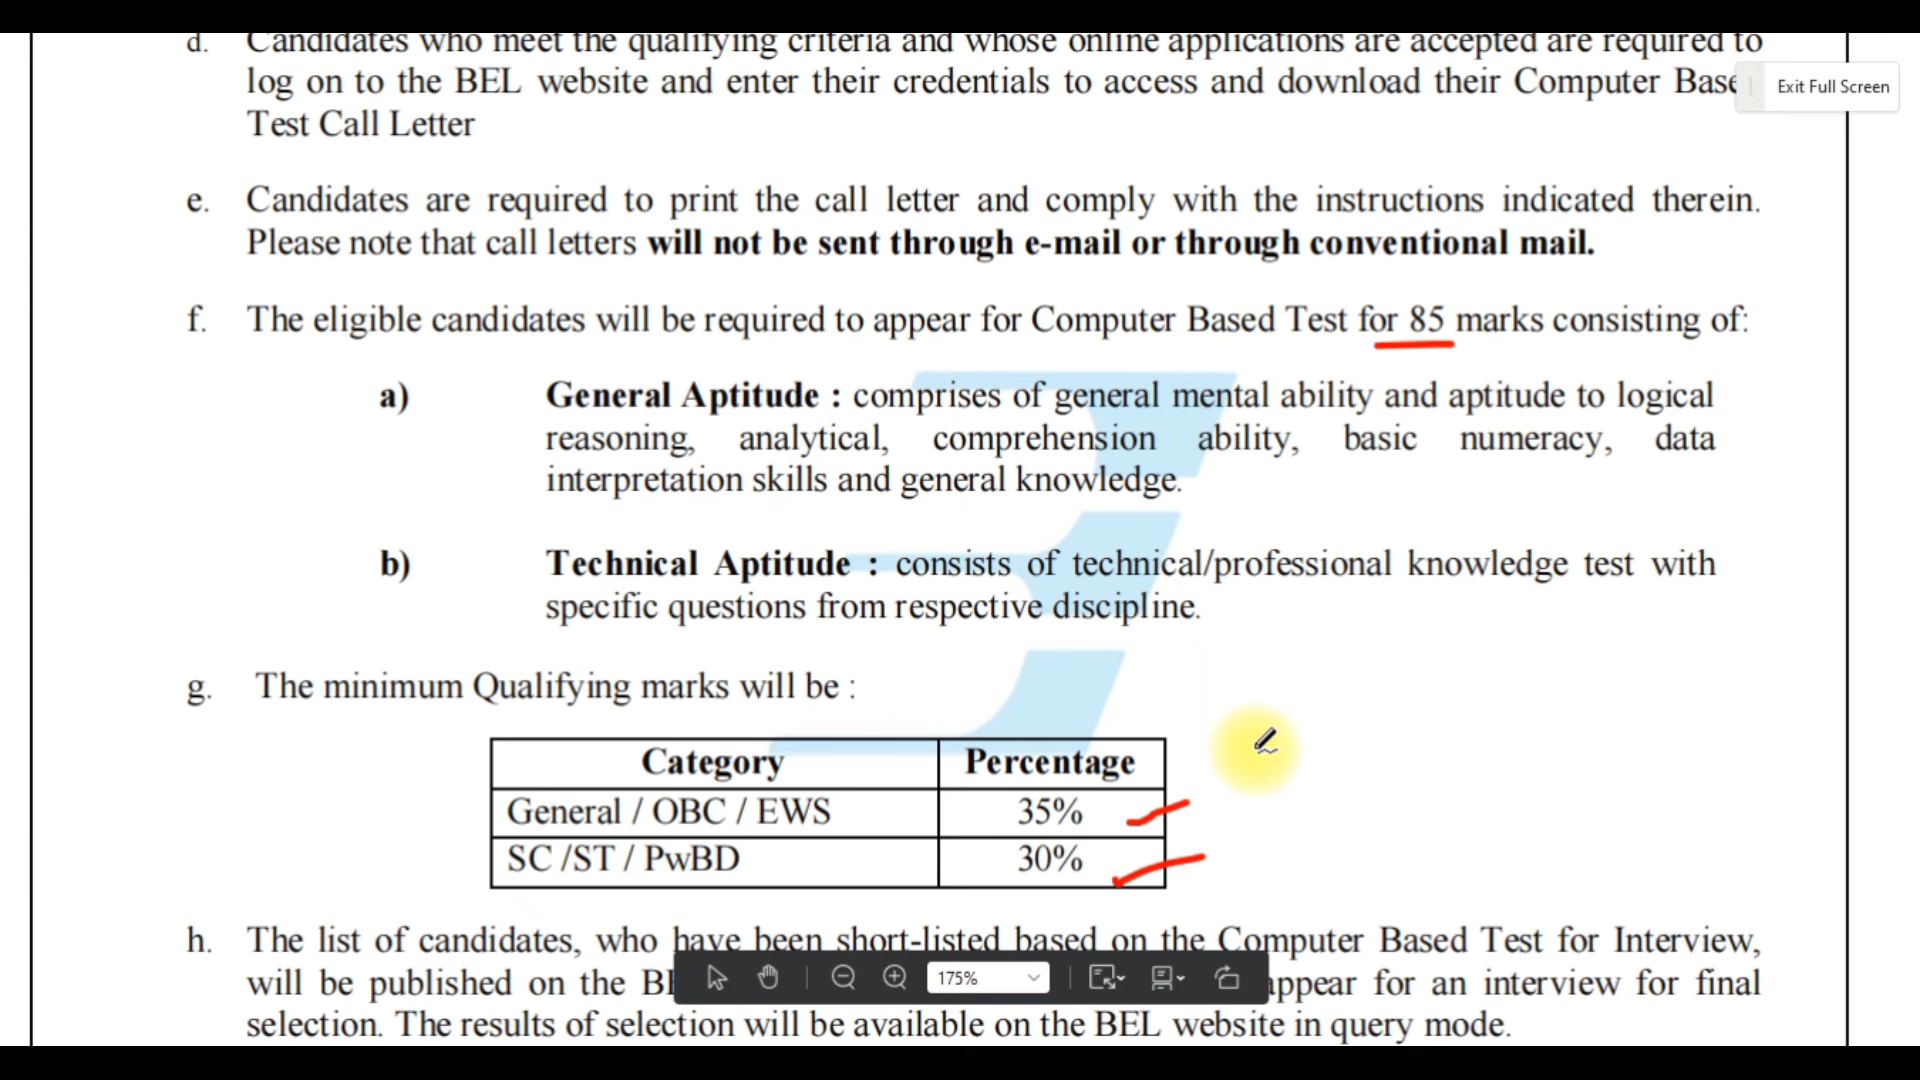 d. Candidates who meet the qualifying criteria and whose online applications are accepted are required to
log on to the BEL website and enter their credentials to access and download their Computer Base
Exit Full Screen
Test Call Letter
e. Candidates are required to print the call letter and comply with the instructions indicated therein.
Please note that call letters will not be sent through e-mail or through conventional mail.
f. The eligible candidates will be required to appear for Computer Based Test for 85 marks consisting of:
a) General Aptitude : comprises of general mental ability and aptitude to logical
reasoning, analytical, comprehension ability, basic numeracy, data
interpretation skills and general knowledge.
b) Technical Aptitude : consists of technical/professional knowledge test with
specific questions from respective discipline.
g. The minimum Qualifying marks will be :
Category Percentage
General / OBC / EWS 35%
SC /ST / PwBD 30%
h. The list of candidates, who have been short-listed based on the Computer Based Test for Interview,
will be published on the BE appear for an interview for final
175%
selection. The results of selection will be available on the BEL website in query mode.